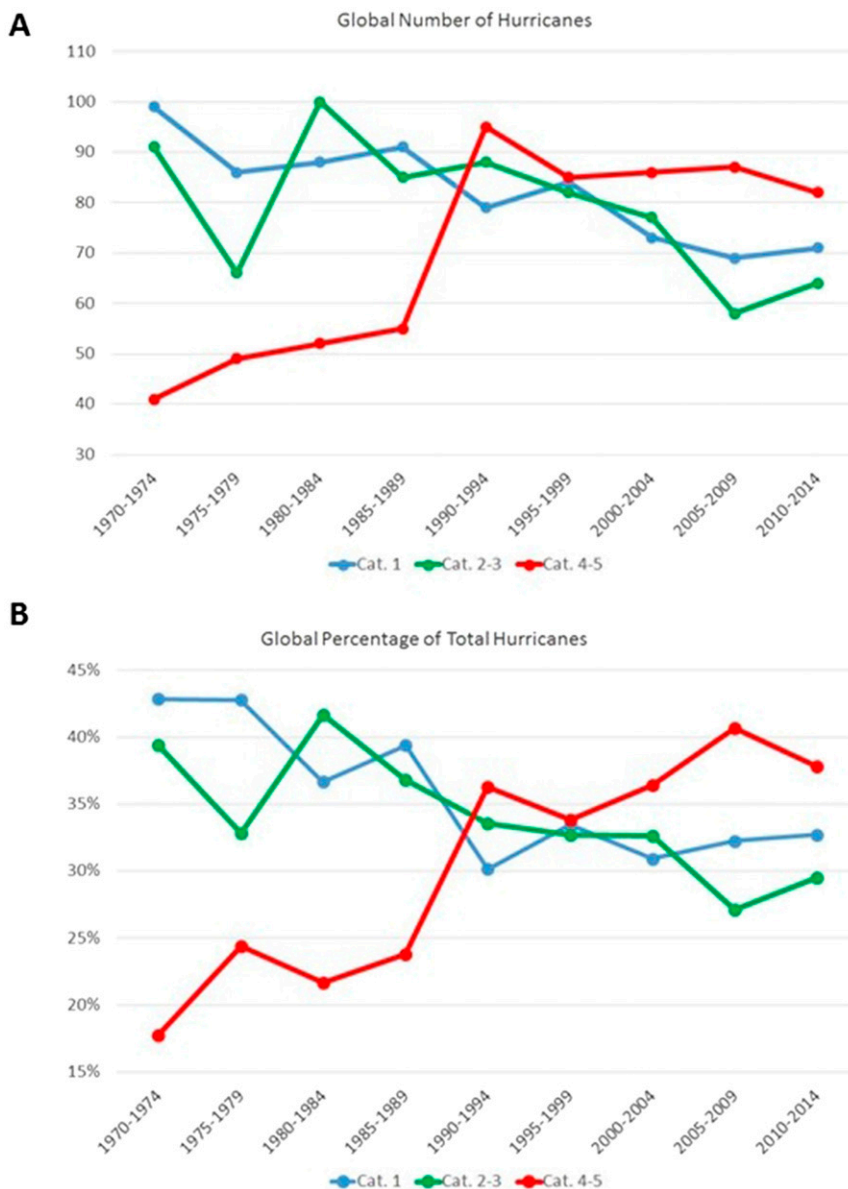 A
Global Number of Hurricanes
110
100
90
80
70
60
50
40
30
1970-1974 1975-1979 1980-1984 1985-1989 1990-1994 1995-1999 2000-2004 2005-2009 2010-2014
Cat. 1 Cat. 2-3 Cat. 4-5
B
Global Percentage of Total Hurricanes
45%
40%
35%
30%
25%
20%
15%
1970-1974 1975-1979 1980-1984 1985-1989 1990-1994 1995-1999 2000-2004 2005-2009 2010-2014
Cat. 1 Cat. 2-3 Cat. 4-5